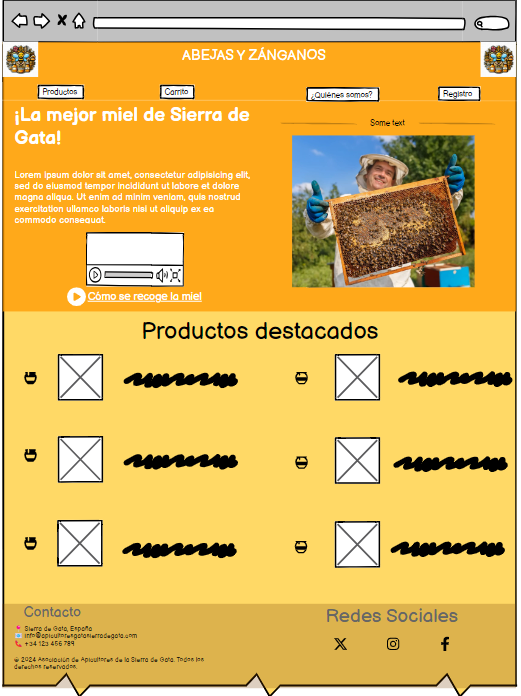 ABEJAS Y ZÁNGANOS
Productos
Carrito
¿Quiénes somos?
Registro
¡La mejor miel de Sierra de
Gata!
Some text
Lorem ipsum dolor sit amet, consectetur adipisicing elit,
sed do eiusmod tempor incididunt ut labore et dolore
magna aliqua. Ut enim ad minim veniam, quis nostrud
exercitation ullamco laboris nisi ut aliquip ex ea
commodo consequat.
Cómo se recoge la miel
Productos destacados
Contacto
Sierra de Gata, España
info@apicultoresgatasierradegata.com
+34 123 456 789
© 2024 Asociación de Apicultores de la Sierra de Gata. Todos los
derechos reservados.
Redes Sociales